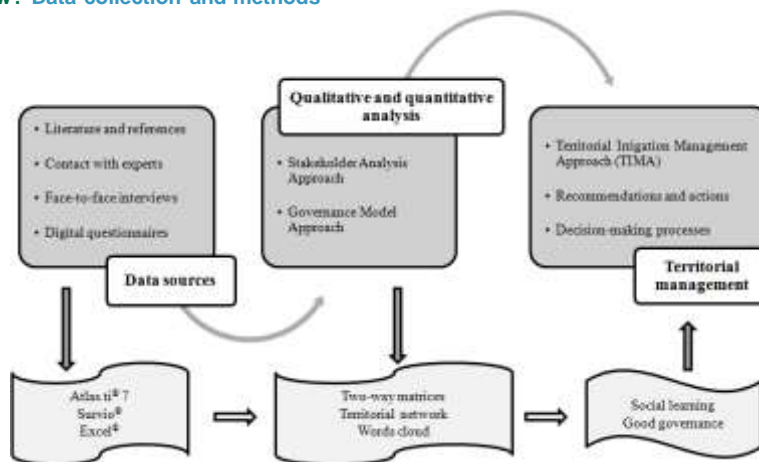 Data collection and methods
Qualitative and quantitative
analysis
• Literature and references
• Contact with experts
• Face-to-face interviews
• Digital questionnaires
Data sources
• Stakeholder Analysis
Approach
• Governance Model
Approach
• Territorial Irrigation Management
Approach (TIMA)
• Recommendations and actions
• Decision-making processes
Territorial
management
Atlas ti® 7
Survio®
Excel®
Two-way matrices
Territorial network
Words cloud
Social learning
Good governance